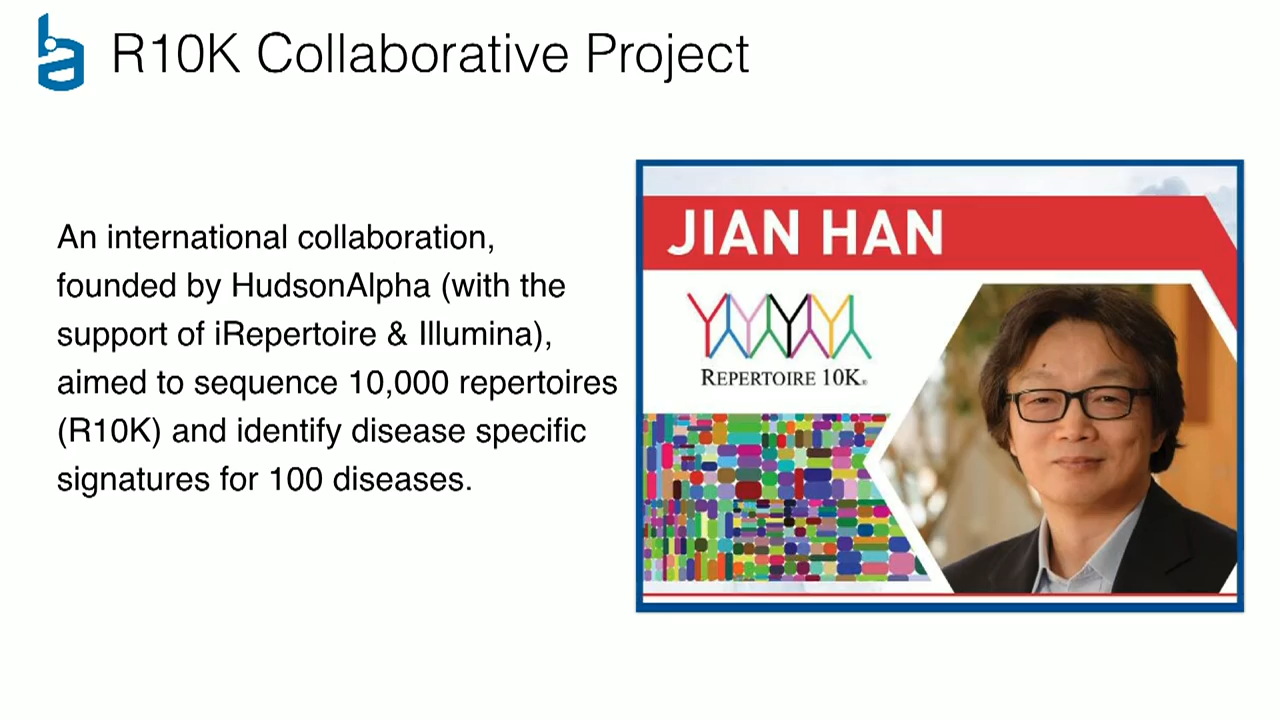 R10K Collaborative Project
An international collaboration,
founded by HudsonAlpha (with the
support of iRepertoire & Illumina),
aimed to sequence 10,000 repertoires
(R10K) and identify disease specific
signatures for 100 diseases.
JIAN HAN
REPERTOIRE 10K®